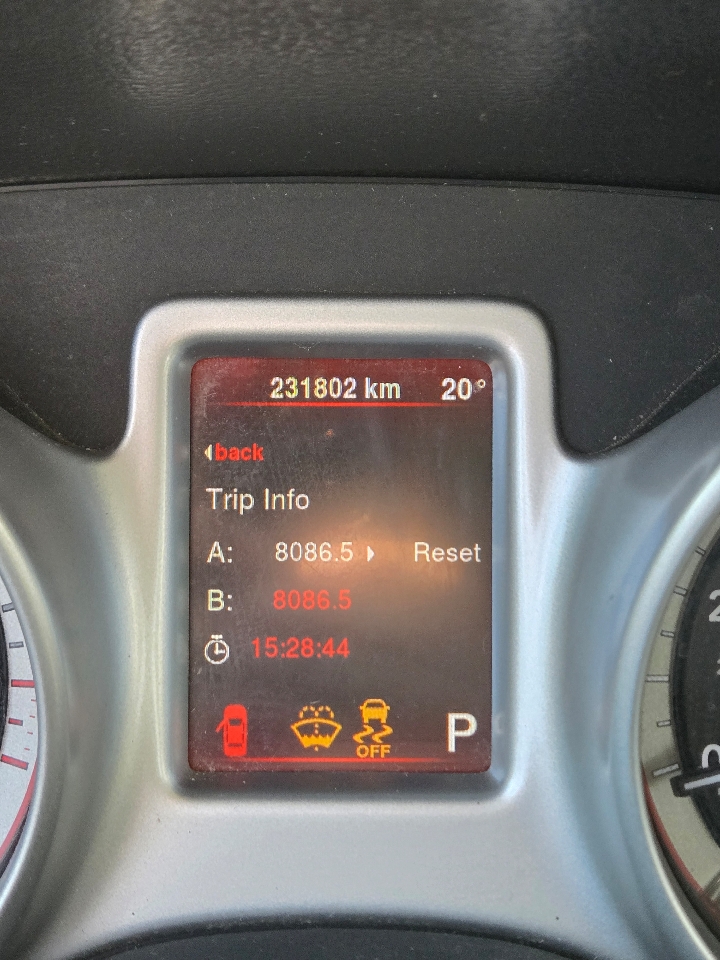 231802 km 20°
back
Trip Info
A: 8086.5 Reset
B: 8086.5
15:28:44
OFF
P